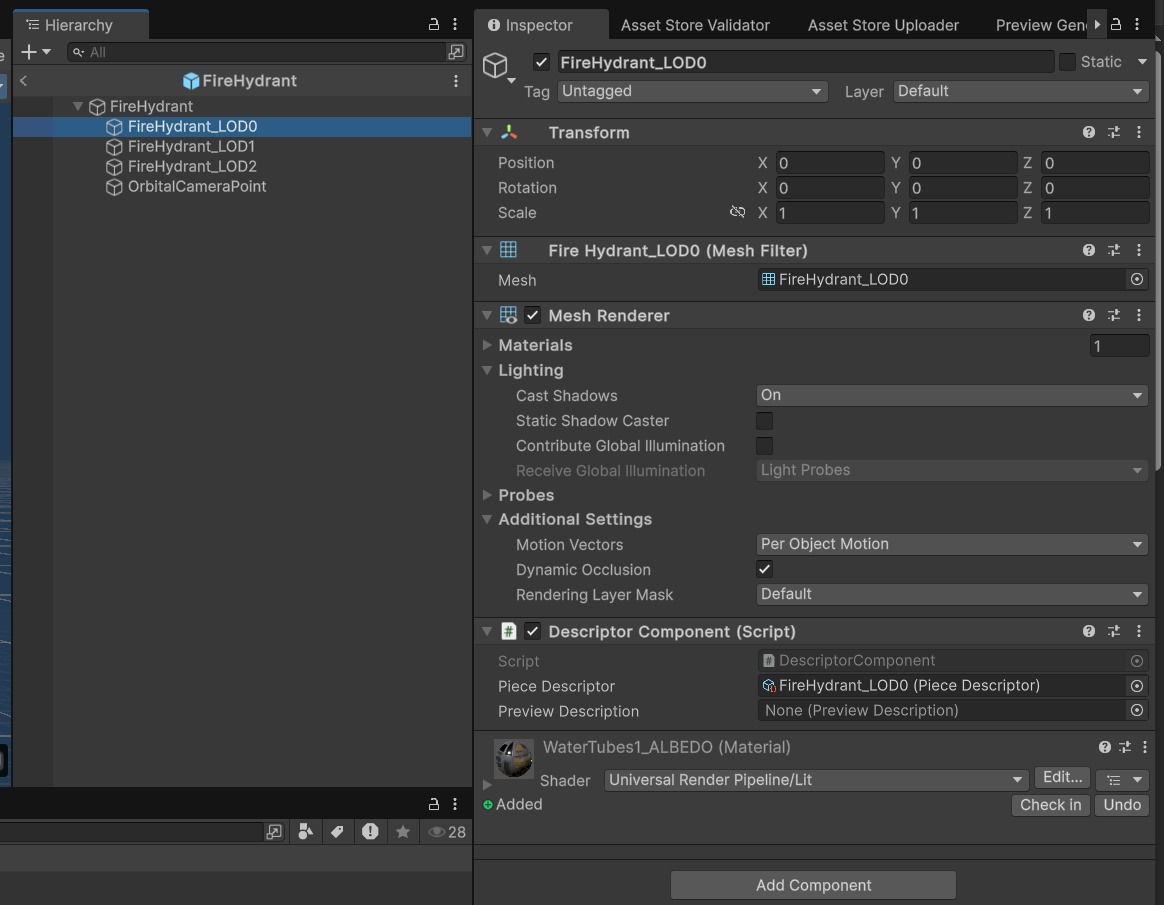 Hierarchy
All
FireHydrant
FireHydrant
FireHydrant_LOD0
FireHydrant_LOD1
FireHydrant_LOD2
OrbitalCameraPoint
28
Inspector Asset Store Validator Asset Store Uploader Preview Gen
FireHydrant_LOD0 Static
Tag Untagged Layer Default
Transform
Position X 0 Y 0 Z 0
Rotation X 0 Y 0 Z 0
Scale X 1 Y 1 Z 1
Fire Hydrant_LOD0 (Mesh Filter)
Mesh FireHydrant_LOD0
Mesh Renderer
Materials 1
Lighting
Cast Shadows On
Static Shadow Caster
Contribute Global Illumination
Receive Global Illumination Light Probes
Probes
Additional Settings
Motion Vectors Per Object Motion
Dynamic Occlusion
Rendering Layer Mask Default
# Descriptor Component (Script)
Script # DescriptorComponent
Piece Descriptor FireHydrant_LOD0 (Piece Descriptor)
Preview Description None (Preview Description)
WaterTubes1_ALBEDO (Material)
Shader Universal Render Pipeline/Lit Edit...
Added Check in Undo
Add Component